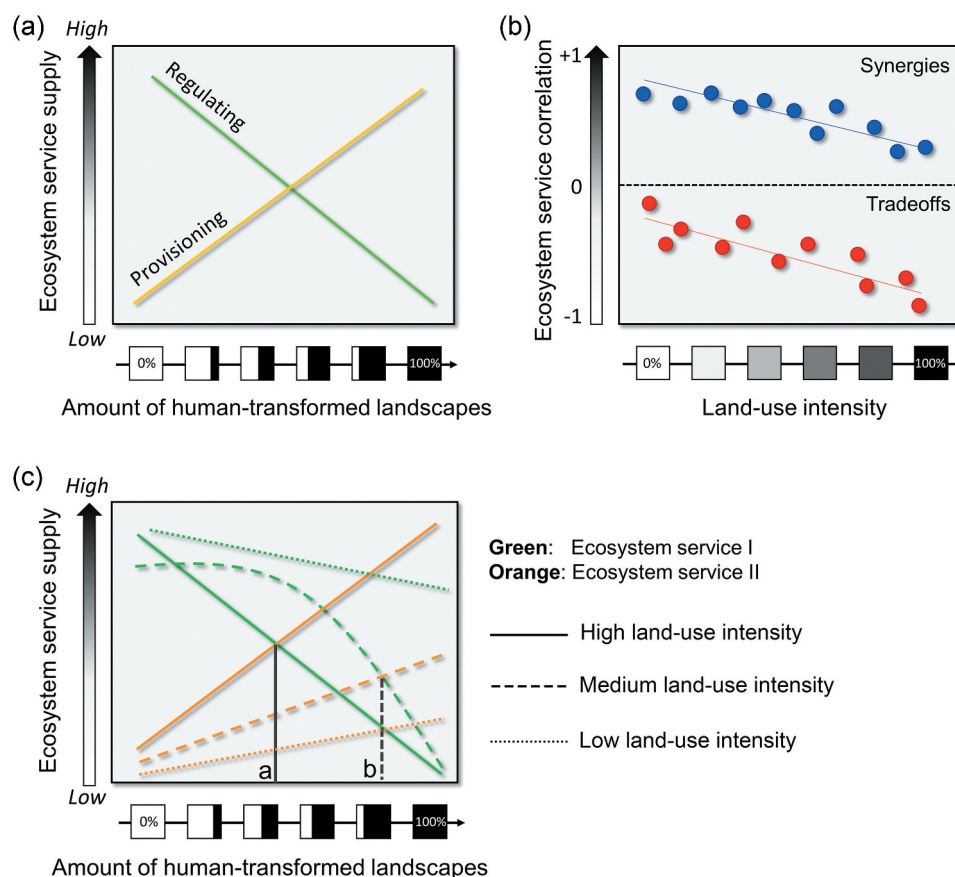 (a)
High
Ecosystem service supply
Low
Regulating
Provisioning
0%
100%
Amount of human-transformed landscapes
(b)
+1
0
-1
Ecosystem service correlation
Synergies
Tradeoffs
0%
100%
Land-use intensity
(c)
High
Ecosystem service supply
Low
a
b
0%
100%
Amount of human-transformed landscapes
Green: Ecosystem service I
Orange: Ecosystem service II
High land-use intensity
Medium land-use intensity
Low land-use intensity